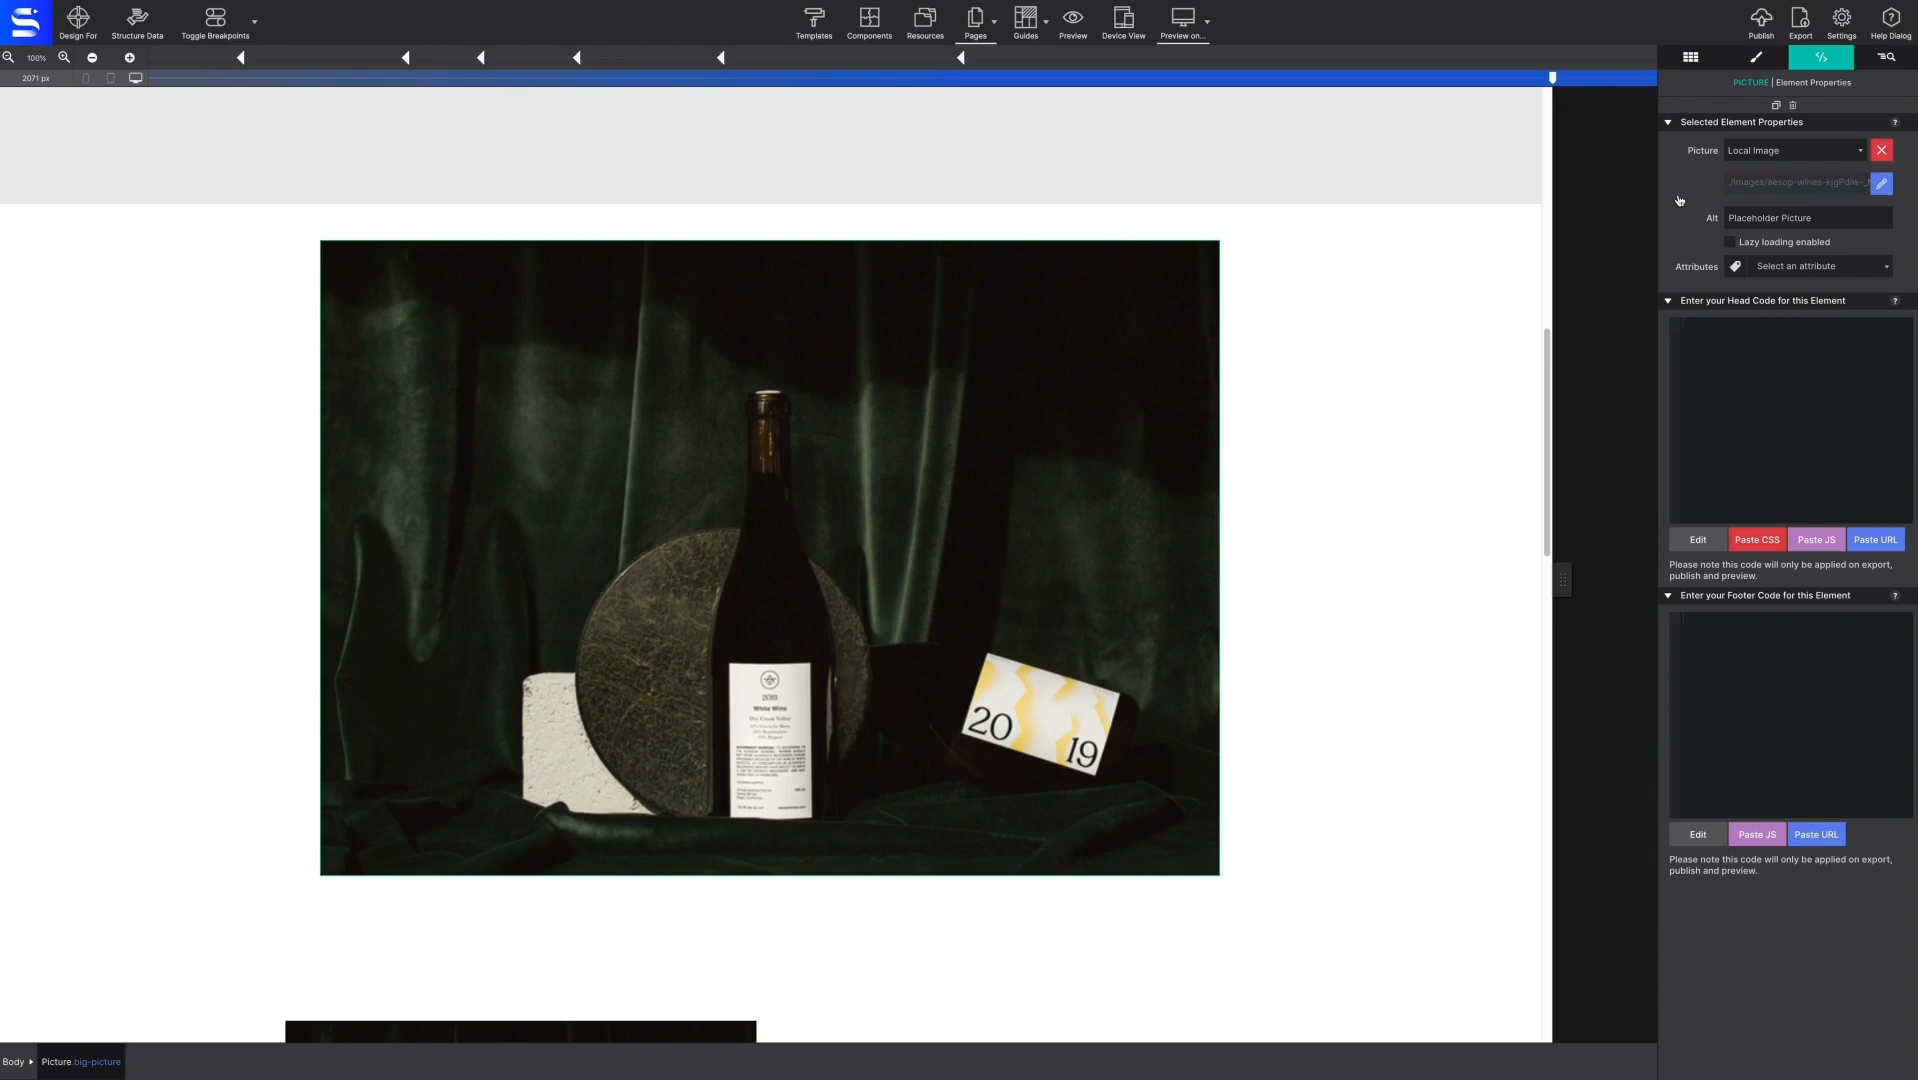 Design For
Structure Data
Toggle Breakpoints
Templates
Components
Resources
Pages
Guides
Preview
Device View
Preview on...
Publish
Export
Settings
Help Dialog
100%
2071 px
PICTURE | Element Properties
Selected Element Properties
?
Picture
Local Image
./images/aesop-wines-kjgPdiw-_
Alt
Placeholder Picture
Lazy loading enabled
Attributes
Select an attribute
Enter your Head Code for this Element
?
Edit
Paste CSS
Paste JS
Paste URL
Please note this code will only be applied on export,
publish and preview.
Enter your Footer Code for this Element
?
Edit
Paste JS
Paste URL
Please note this code will only be applied on export,
publish and preview.
2019
White Wine
Dry Creek Valley
20
19
Body
Picture.big-picture